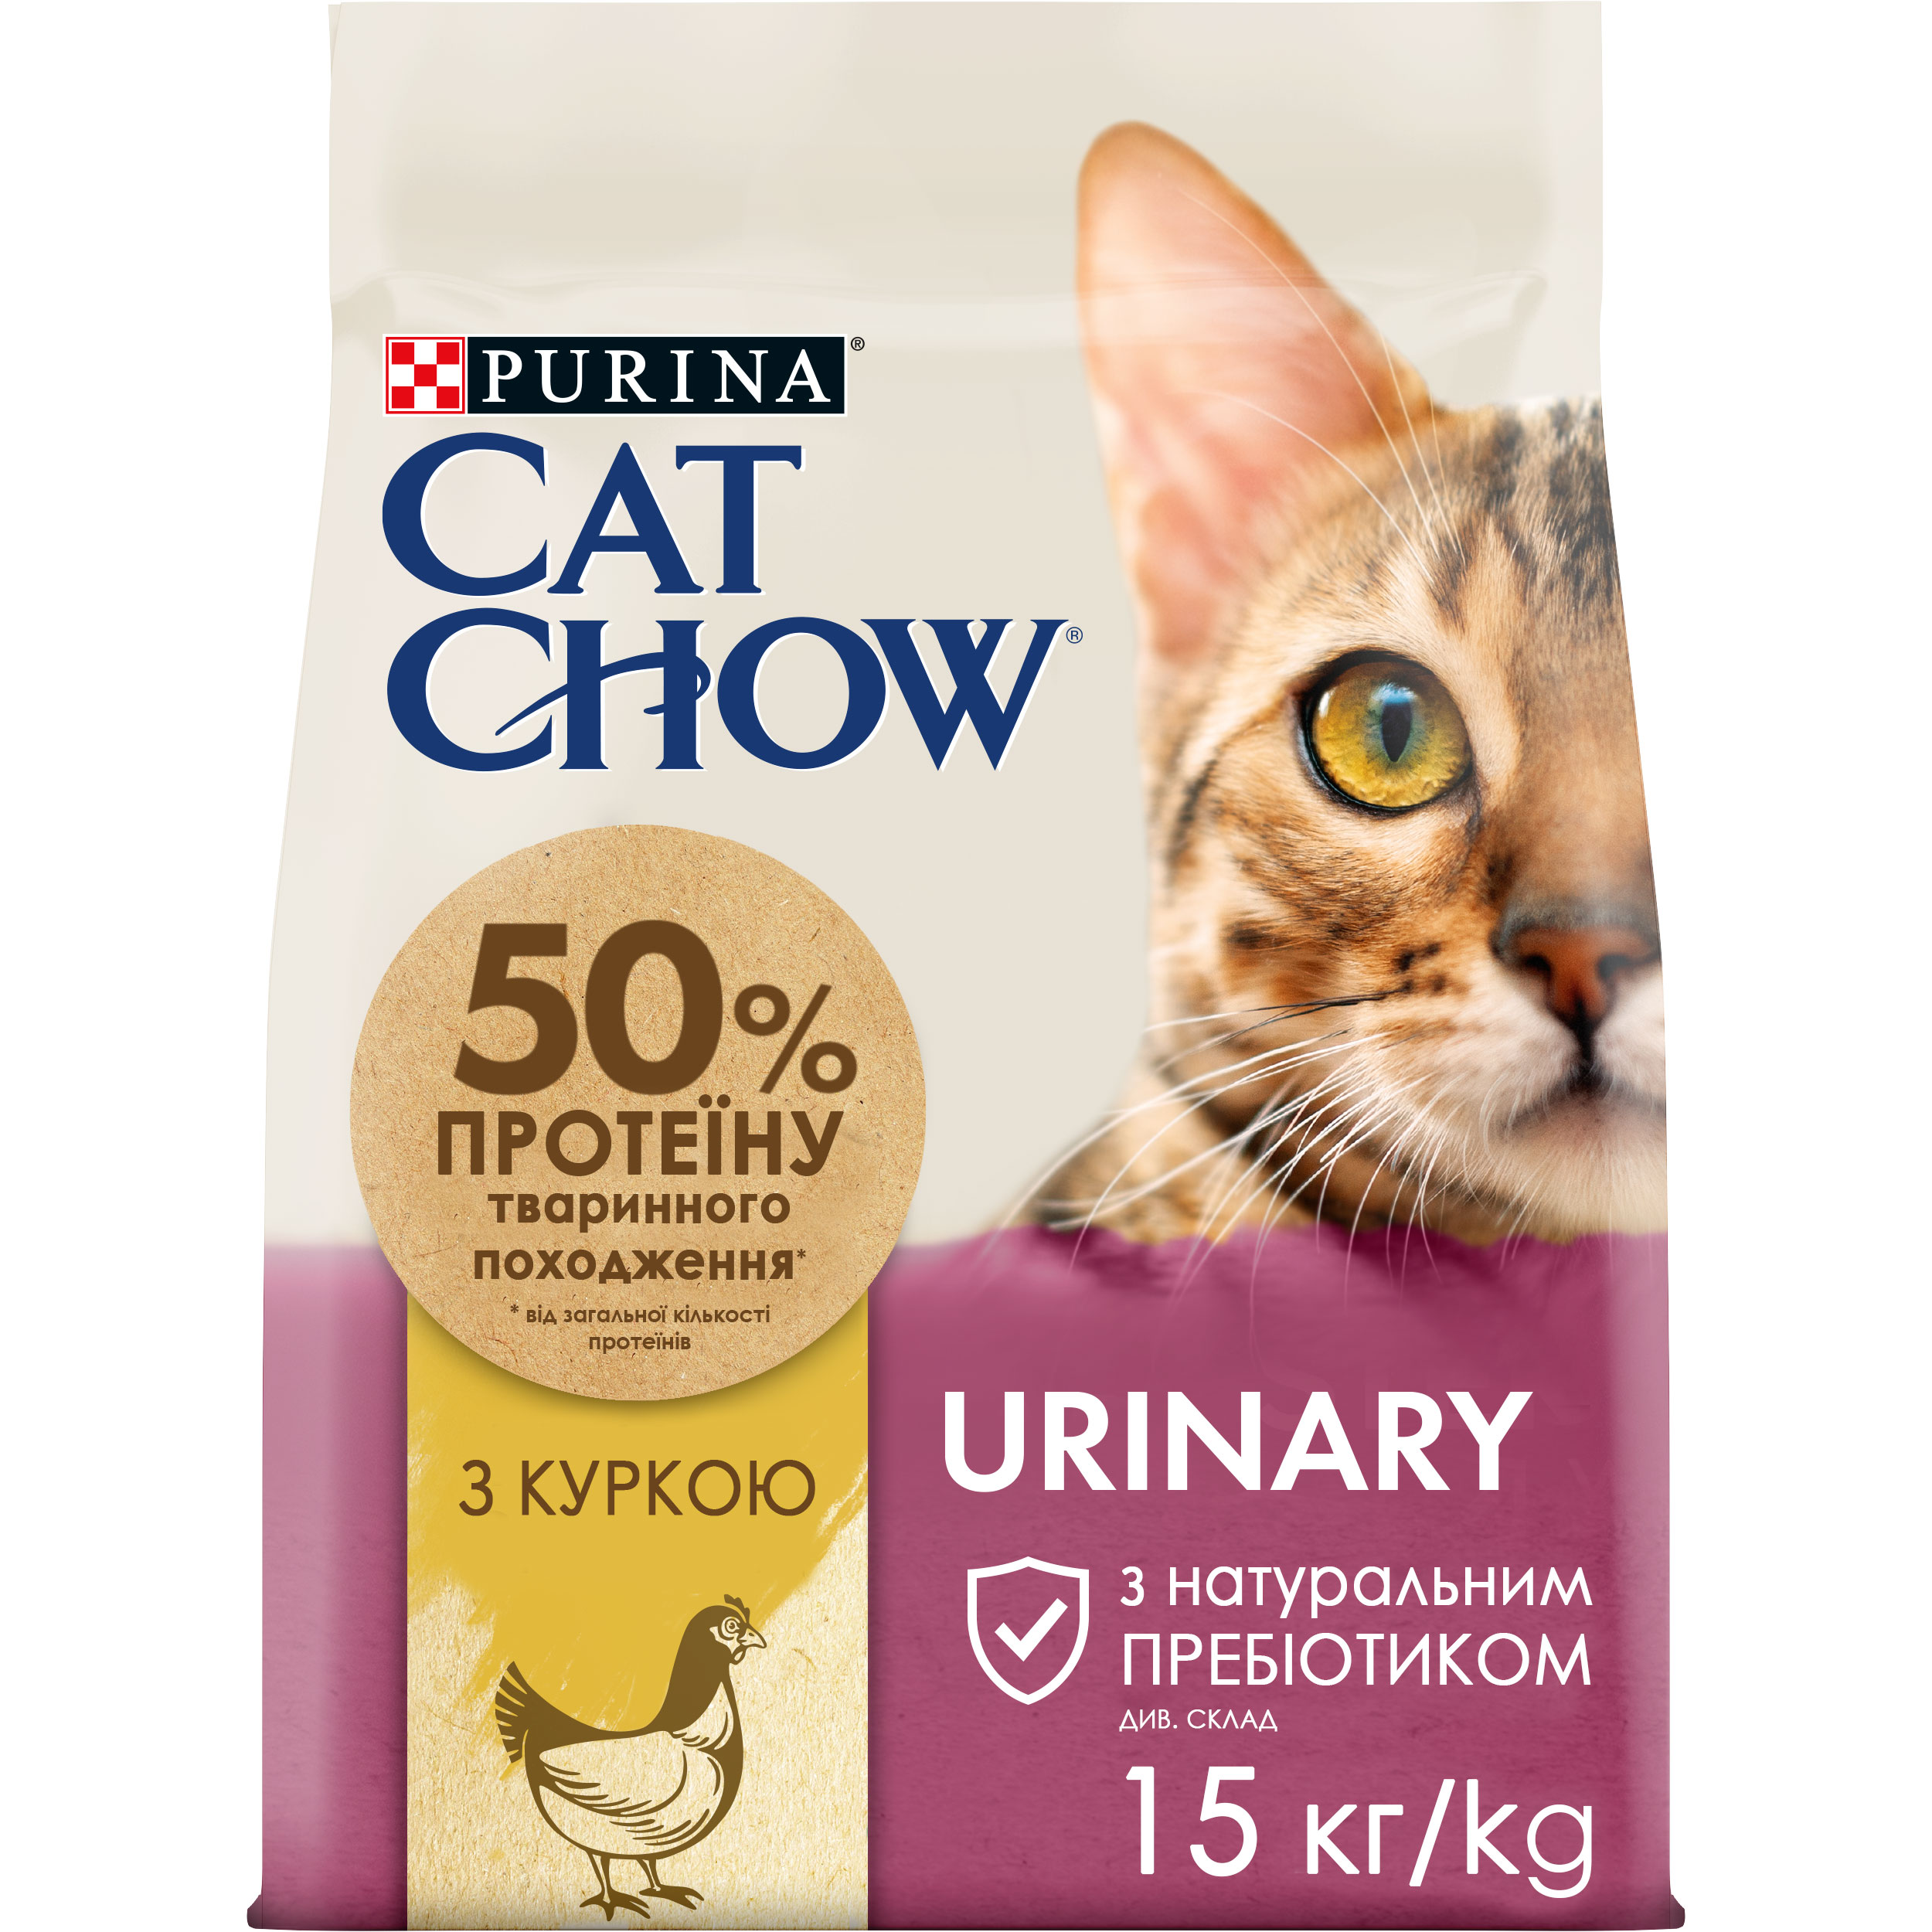 PURINA®
CAT
CHOW®
50%
ПРОТЕЇНУ
тваринного
походження*
* від загальної кількості
протеїнів
З КУРКОЮ
URINARY
з натуральним
ПРЕБІОТИКОМ
ДИВ. СКЛАД
15 кг/kg